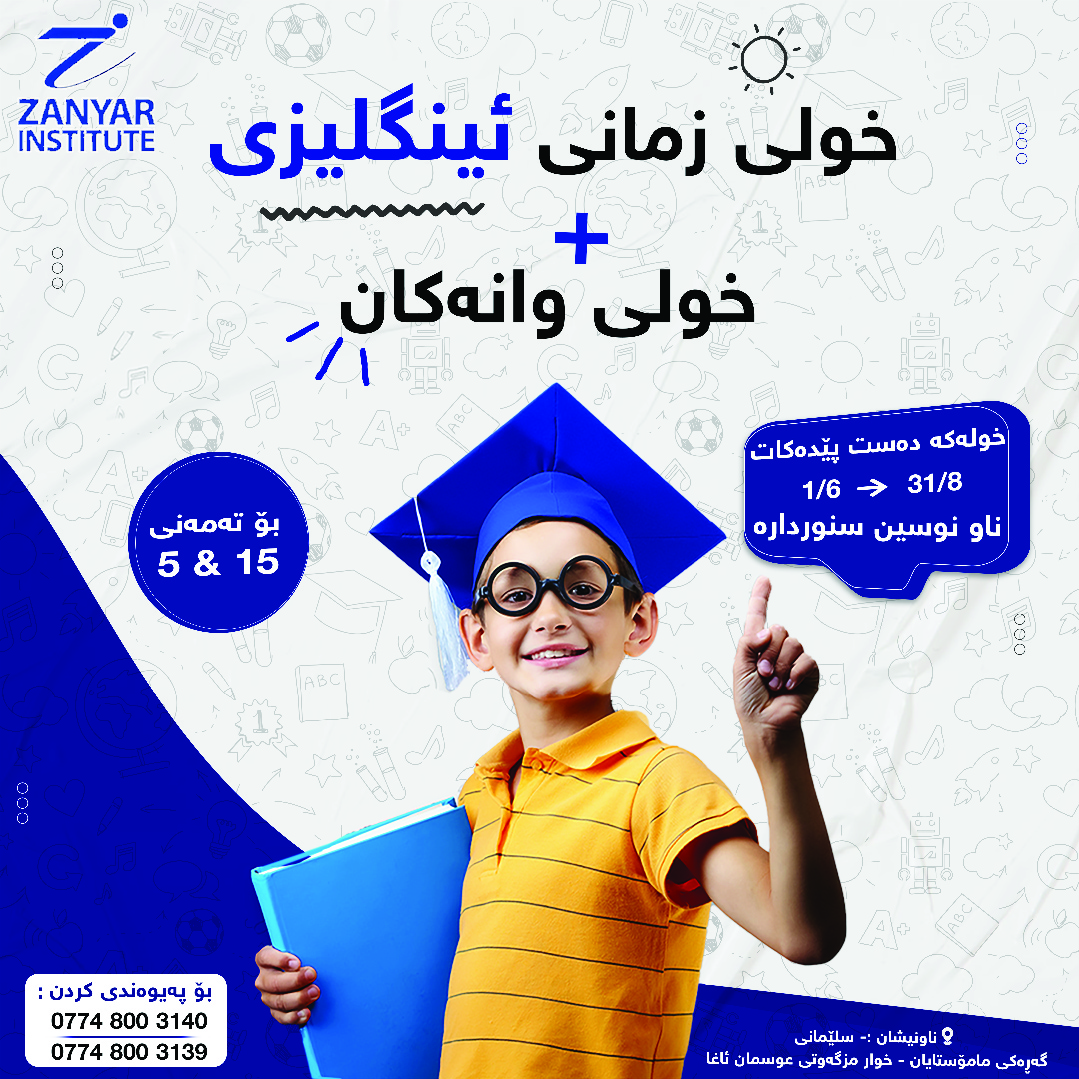 ZANYAR
INSTITUTE
خولی زمانی ئینگلیزی
+
خولی وانەکان
خولەکە دەست پێدەکات
1/6 → 31/8
ناو نوسین سنوردارە
بۆ تەمەنی
5 & 15
بۆ پەیوەندی کردن :
0774 800 3140
0774 800 3139
ناونیشان :- سلێمانی
گەڕەکی مامۆستایان - خوار مزگەوتی عوسمان ئاغا